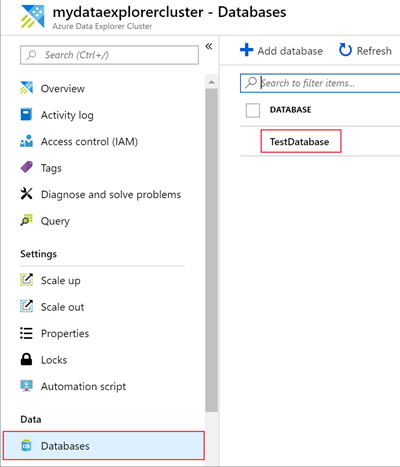 mydataexplorercluster - Databases
Azure Data Explorer Cluster
Search (Ctrl+/)
«
Overview
Activity log
Access control (IAM)
Tags
Diagnose and solve problems
Query
Settings
Scale up
Scale out
Properties
Locks
Automation script
Data
Databases
Add database
Refresh
Search to filter items...
DATABASE
TestDatabase